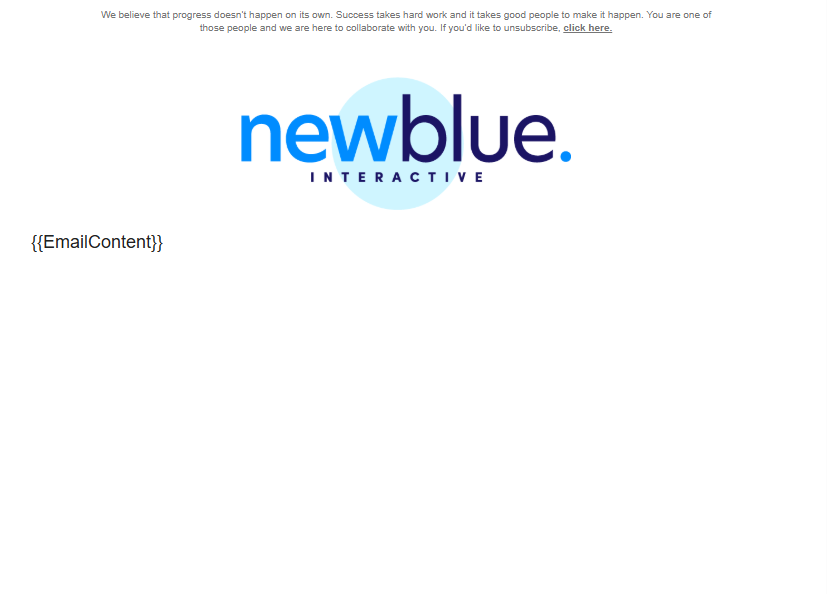 We believe that progress doesn't happen on its own. Success takes hard work and it takes good people to make it happen. You are one of
those people and we are here to collaborate with you. If you'd like to unsubscribe, click here.
newblue.
INTERACTIVE
{{EmailContent}}